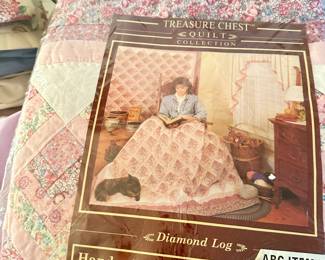 TREASURE CHEST
QUILT
COLLECTION
Diamond Log